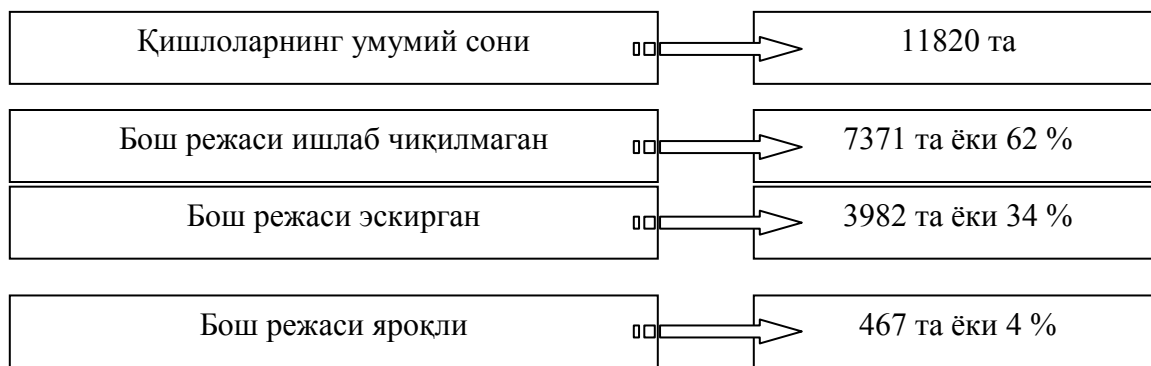 Қишлоларнинг умумий сони 11820 та
Бош режаси ишлаб чиқилмаган 7371 та ёки 62 %
Бош режаси эскирган 3982 та ёки 34 %
Бош режаси яроқли 467 та ёки 4 %